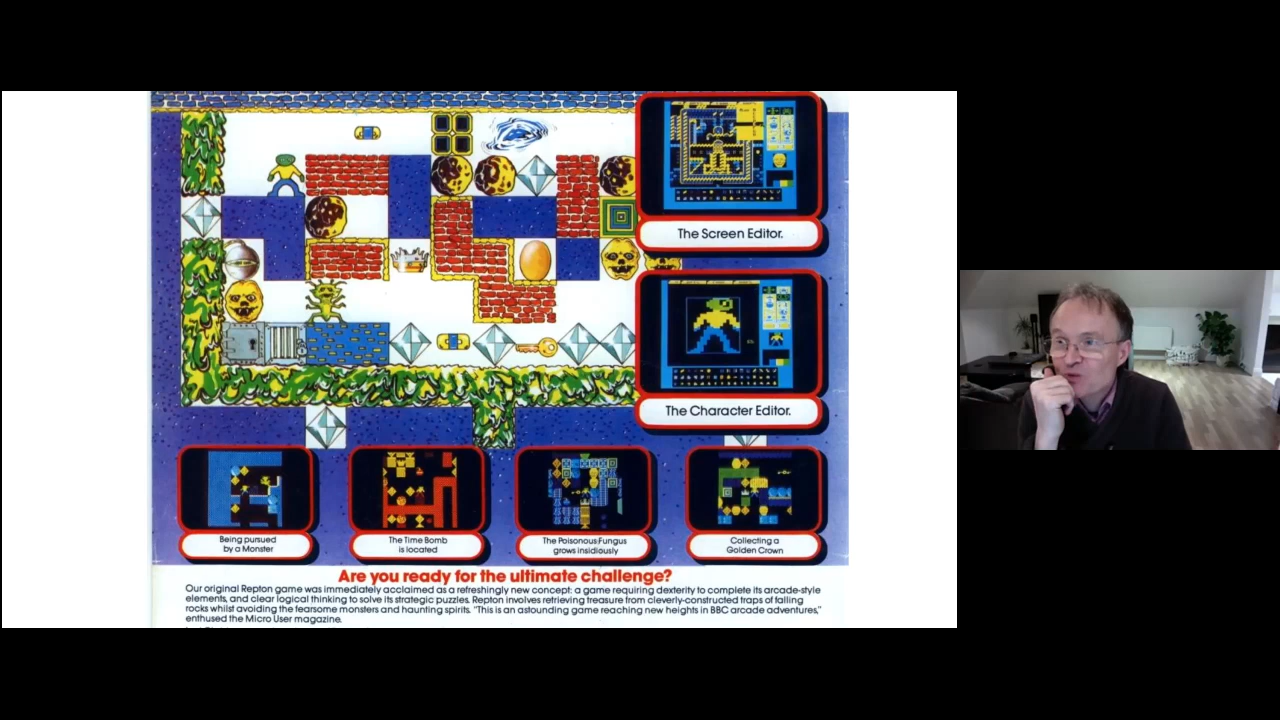 The Screen Editor.
The Character Editor.
Being pursued
by a Monster
The Time Bomb
is located
The Poisonous Fungus
grows insidiously
Collecting a
Golden Crown
Are you ready for the ultimate challenge?
Our original Repton game was immediately acclaimed as a refreshingly new concept: a game requiring dexterity to complete its arcade-style
elements, and clear logical thinking to solve its strategic puzzles. Repton involves retrieving treasure from cleverly-constructed traps of falling
rocks whilst avoiding the fearsome monsters and haunting spirits. "This is an astounding game reaching new heights in BBC arcade adventures,"
enthused the Micro User magazine.